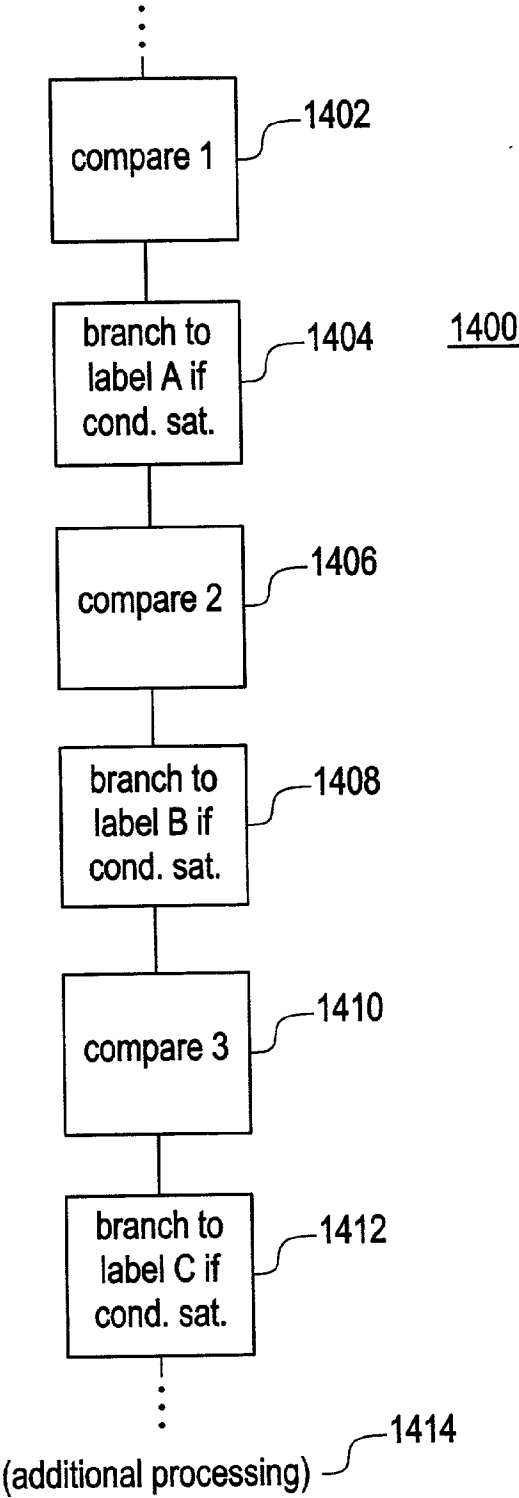 1402
compare 1
1400
branch to
label A if
cond. sat.
1404
1406
compare 2
branch to
label B if
cond. sat.
1408
1410
compare 3
branch to
label C if
cond. sat.
1412
1414
(additional processing)